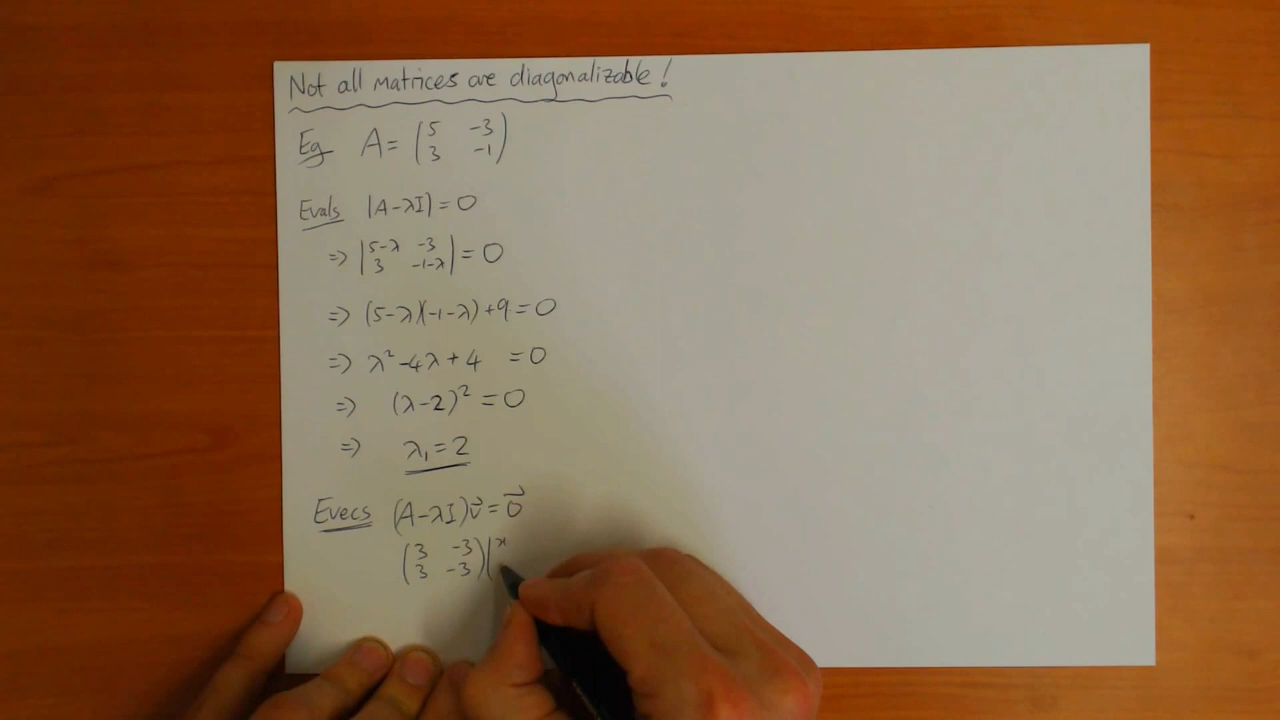 Not all matrices are diagonalizable!
Eg A = (5 -3
3 -1)
Evals |A-λI| = 0
=> |5-λ -3
3 -1-λ| = 0
=> (5-λ)(-1-λ)+9 = 0
=> λ²-4λ+4 = 0
=> (λ-2)² = 0
=> λ₁ = 2
Evecs (A-λI)v⃗ = 0⃗
(3 -3
3 -3)(x